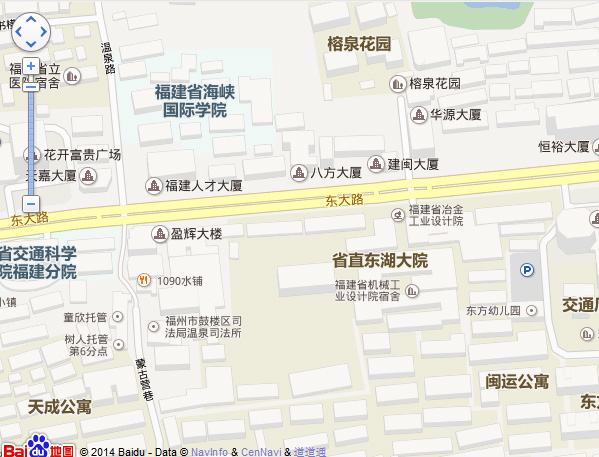 温泉路
榕泉花园
福建省立
医院宿舍
福建省海峡
国际学院
榕泉花园
华源大厦
恒裕大厦
花开富贵广场
天嘉大厦
福建人才大厦
八方大厦
建闽大厦
东大路
东大路
福建省冶金
工业设计院
盈辉大楼
省交通科学
院福建分院
省直东湖大院
1090水铺
福建省机械工
业设计院宿舍
P
小镇
童欣托管
福州市鼓楼区司
法局温泉司法所
东方幼儿园
交通
树人托管
第6分点
蒙古营巷
天成公寓
闽运公寓
东
Bai du 地图
© 2014 Baidu - Data © NavInfo & CenNavi & 道道通